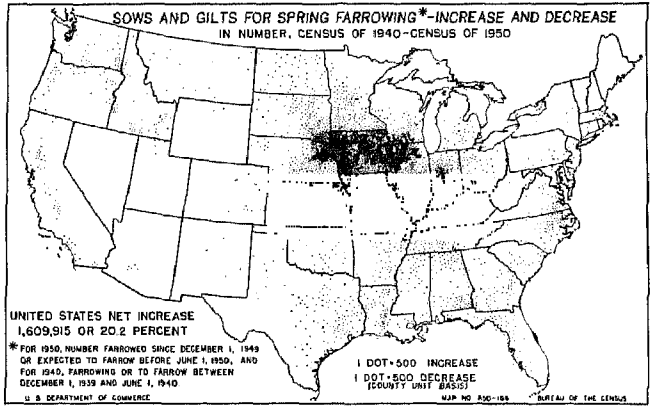 SOWS AND GILTS FOR SPRING FARROWING*-INCREASE AND DECREASE
IN NUMBER, CENSUS OF 1940-CENSUS OF 1950
UNITED STATES NET INCREASE
1,609,915 OR 20.2 PERCENT
*FOR 1950, NUMBER FARROWED SINCE DECEMBER 1, 1949
OR EXPECTED TO FARROW BEFORE JUNE 1, 1950, AND
FOR 1940, FARROWING OR TO FARROW BETWEEN
DECEMBER 1, 1939 AND JUNE 1, 1940
1 DOT=500 INCREASE
1 DOT=500 DECREASE
(COUNTY UNIT BASIS)
U S DEPARTMENT OF COMMERCE
MAP NO A50-166
BUREAU OF THE CENSUS